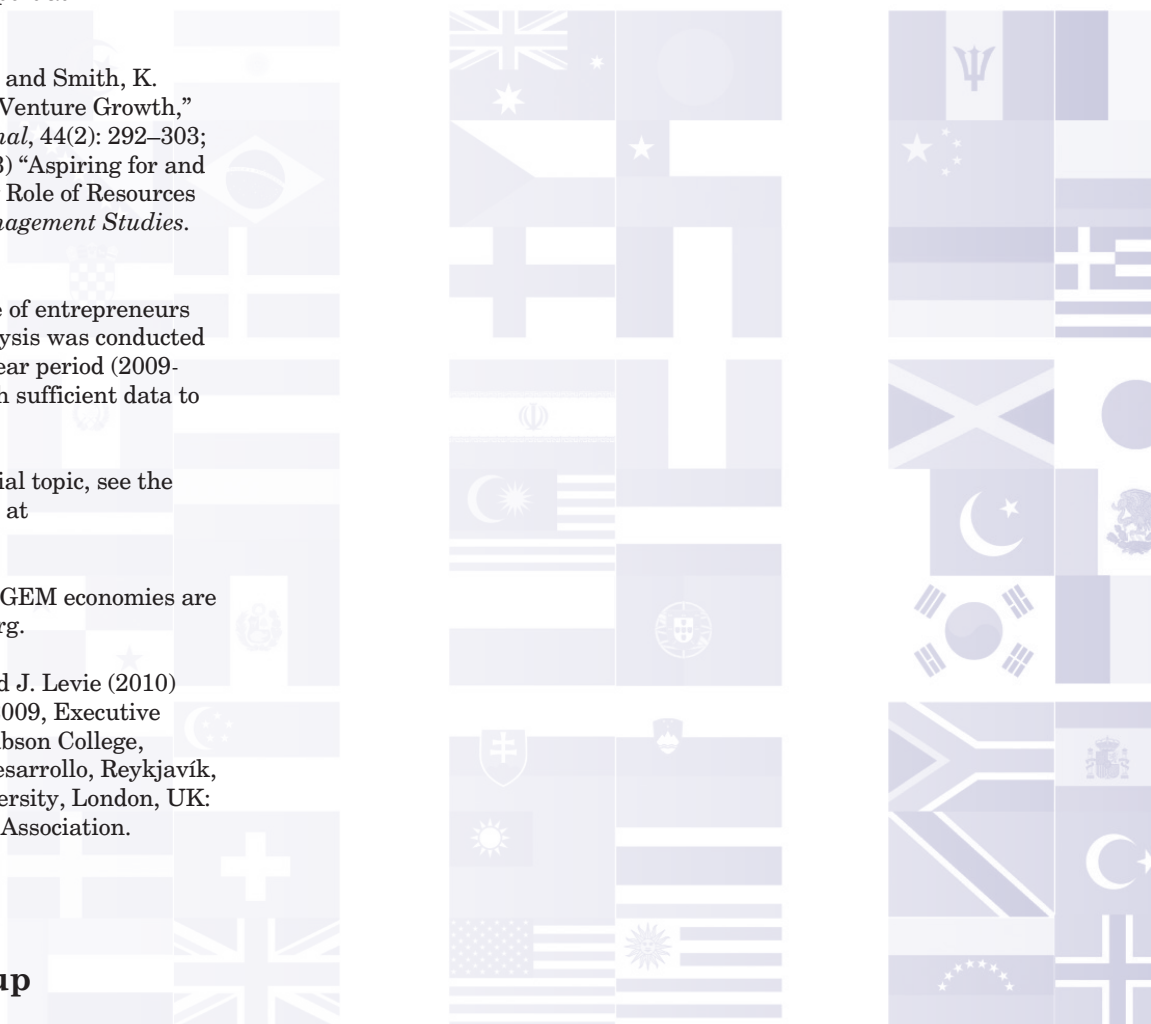 and Smith, K.
Venture Growth,”
nal, 44(2): 292–303;
3) “Aspiring for and
Role of Resources
nagement Studies.
e of entrepreneurs
ysis was conducted
ear period (2009-
h sufficient data to
ial topic, see the
at
GEM economies are
rg.
d J. Levie (2010)
009, Executive
bson College,
esarrollo, Reykjavík,
ersity, London, UK:
Association.
up